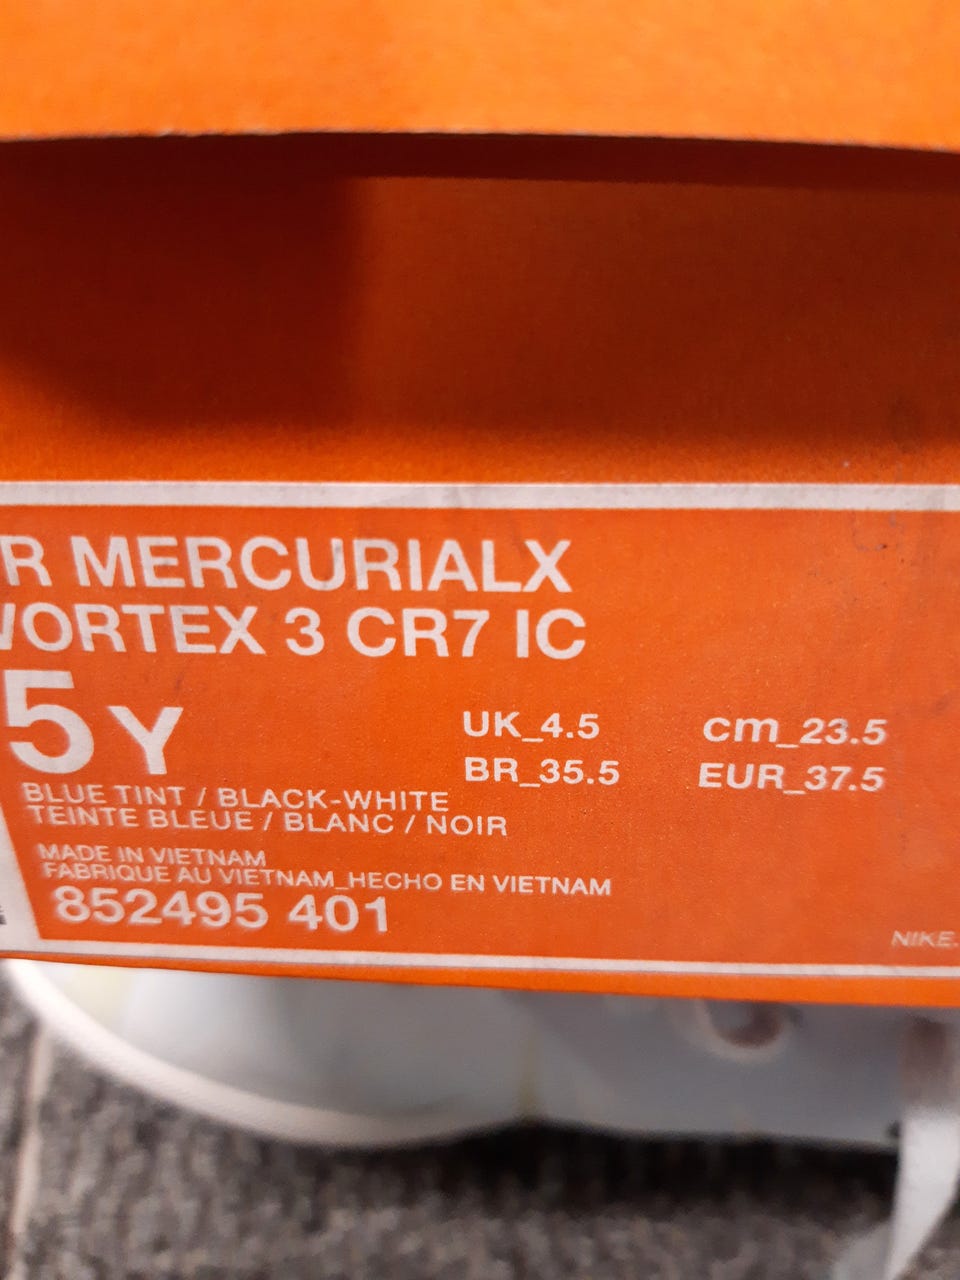 R MERCURIALX
VORTEX 3 CR7 IC
5Y
UK_4.5 cm_23.5
BR_35.5 EUR_37.5
BLUE TINT / BLACK-WHITE
TEINTE BLEUE / BLANC / NOIR
MADE IN VIETNAM
FABRIQUE AU VIETNAM_HECHO EN VIETNAM
852495 401
NIKE.